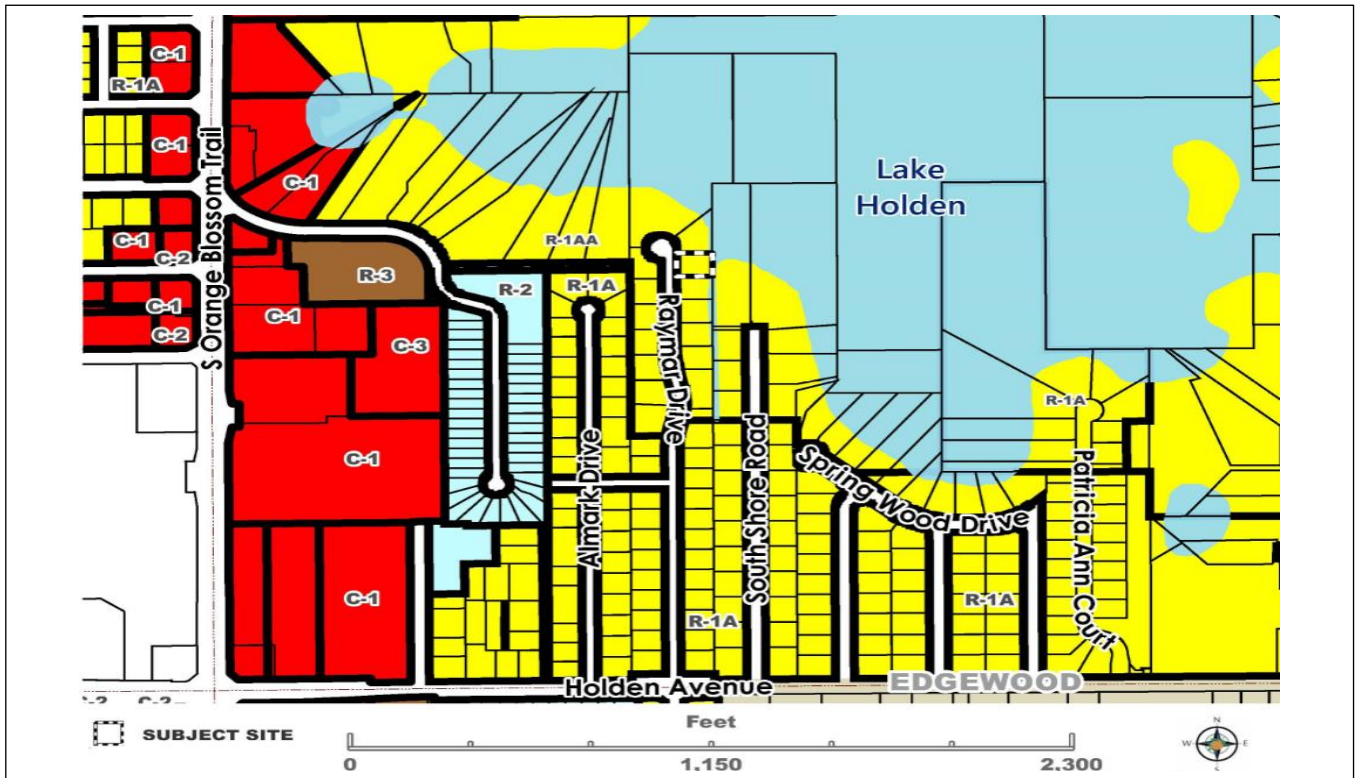 C-1
R-1A
C-1
S Orange Blossom Trail
C-1
Lake
Holden
C-1
C-2
R-1AA
R-3
R-2
R-1A
C-1
C-2
C-1
C-3
Raymar Drive
R-1A
C-1
Almark Drive
South Shore Road
Spring Wood Drive
Patricia Ann Court
C-1
R-1A
R-1A
Holden Avenue
EDGEWOOD
SUBJECT SITE
Feet
0
1,150
2,300
N
W
E